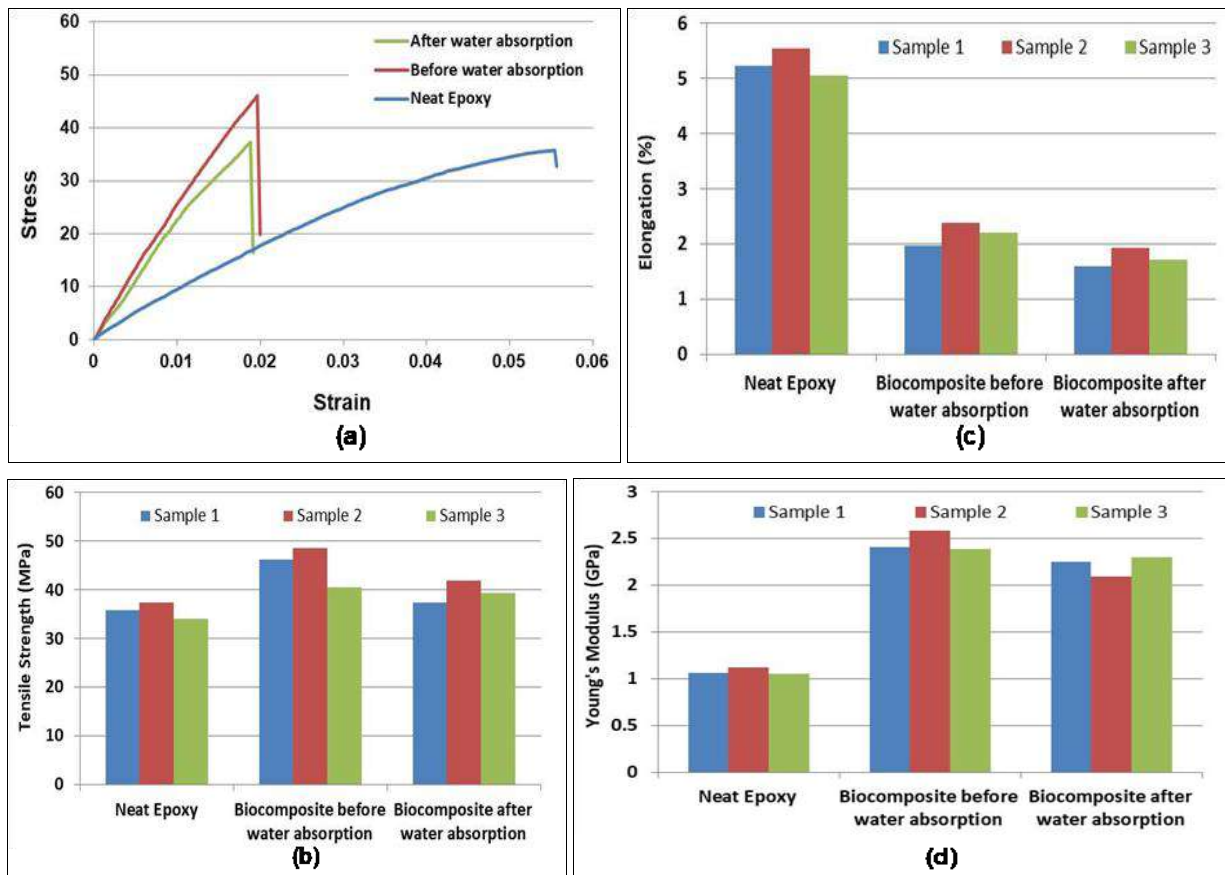 60
50
40
30
20
10
0
Stress
After water absorption
Before water absorption
Neat Epoxy
0 0.01 0.02 0.03 0.04 0.05 0.06
Strain
(a)
6
5
4
3
2
1
0
Elongation (%)
Sample 1 Sample 2 Sample 3
Neat Epoxy Biocomposite before Biocomposite after
water absorption water absorption
(c)
60
50
40
30
20
10
0
Tensile Strength (MPa)
Sample 1 Sample 2 Sample 3
Neat Epoxy Biocomposite before Biocomposite after
water absorption water absorption
(b)
3
2.5
2
1.5
1
0.5
0
Young's Modulus (GPa)
Sample 1 Sample 2 Sample 3
Neat Epoxy Biocomposite before Biocomposite after
water absorption water absorption
(d)